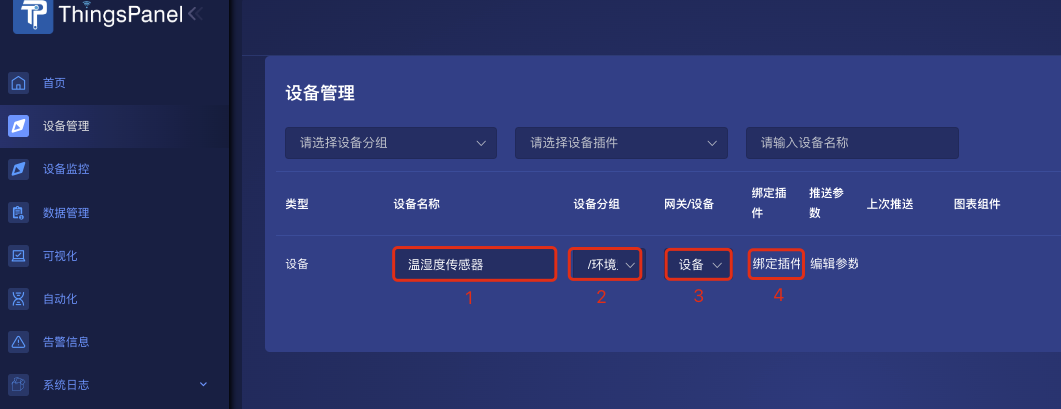 ThingsPanel
首页
设备管理
设备监控
数据管理
可视化
自动化
告警信息
系统日志
设备管理
请选择设备分组 请选择设备插件 请输入设备名称
类型 设备名称 设备分组 网关/设备 绑定插件 推送参数 上次推送 图表组件
设备 温湿度传感器 /环境. 设备 绑定插件 编辑参数
1 2 3 4